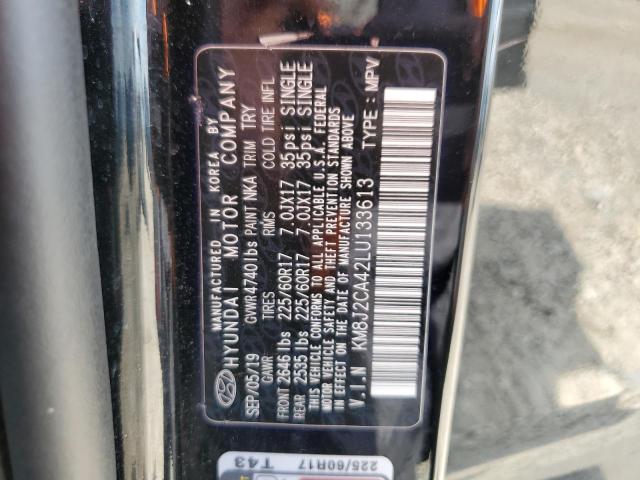 MANUFACTURED IN KOREA BY
HYUNDAI MOTOR COMPANY
SEP/05/19 GVWR4740lbs PAINT NKA TRIM TRY
GAWR TIRES RIMS COLD TIRE INFL
FRONT 2646 lbs 225/60R17 7.0JX17 35psi SINGLE
REAR 2535 lbs 225/60R17 7.0JX17 35psi SINGLE
THIS VEHICLE CONFORMS TO ALL APPLICABLE U.S.A. FEDERAL
MOTOR VEHICLE SAFETY AND THEFT PREVENTION STANDARDS
IN EFFECT ON THE DATE OF MANUFACTURE SHOWN ABOVE
V.I.N KM8J2CA42LU133613 TYPE: MPV
T43
225/60R17